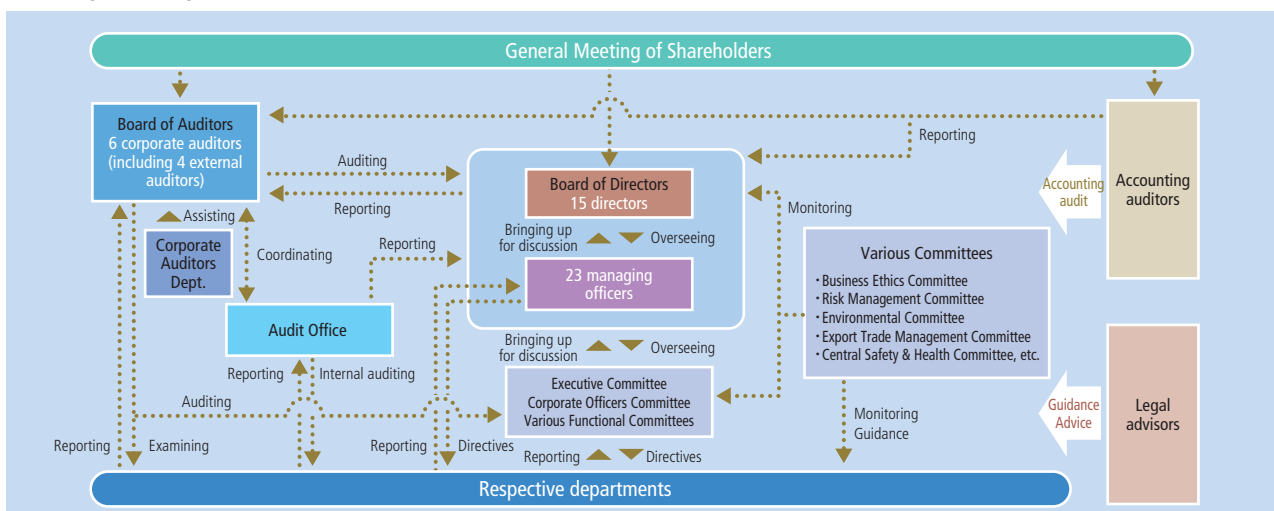 General Meeting of Shareholders
Board of Auditors
6 corporate auditors
(including 4 external
auditors)
Auditing
Reporting
Board of Directors
15 directors
Reporting
Accounting
audit
Accounting
auditors
Monitoring
Assisting
Corporate
Auditors
Dept.
Coordinating
Reporting
Bringing up
for discussion
Overseeing
23 managing
officers
Various Committees
・Business Ethics Committee
・Risk Management Committee
・Environmental Committee
・Export Trade Management Committee
・Central Safety & Health Committee, etc.
Audit Office
Bringing up
for discussion
Overseeing
Reporting
Internal auditing
Auditing
Executive Committee
Corporate Officers Committee
Various Functional Committees
Monitoring
Guidance
Guidance
Advice
Legal
advisors
Reporting
Examining
Reporting
Directives
Reporting
Directives
Respective departments